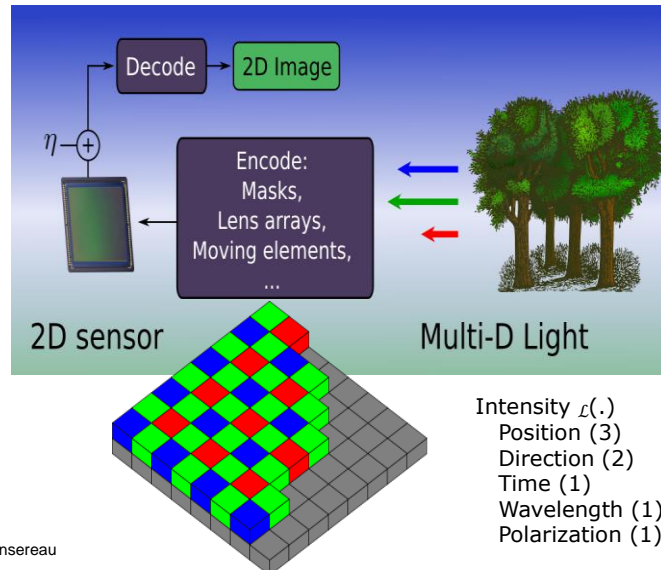 Decode
2D Image
η
+
Encode:
Masks,
Lens arrays,
Moving elements,
...
2D sensor
Multi-D Light
Intensity ℒ(.)
Position (3)
Direction (2)
Time (1)
Wavelength (1)
Polarization (1)
nsereau